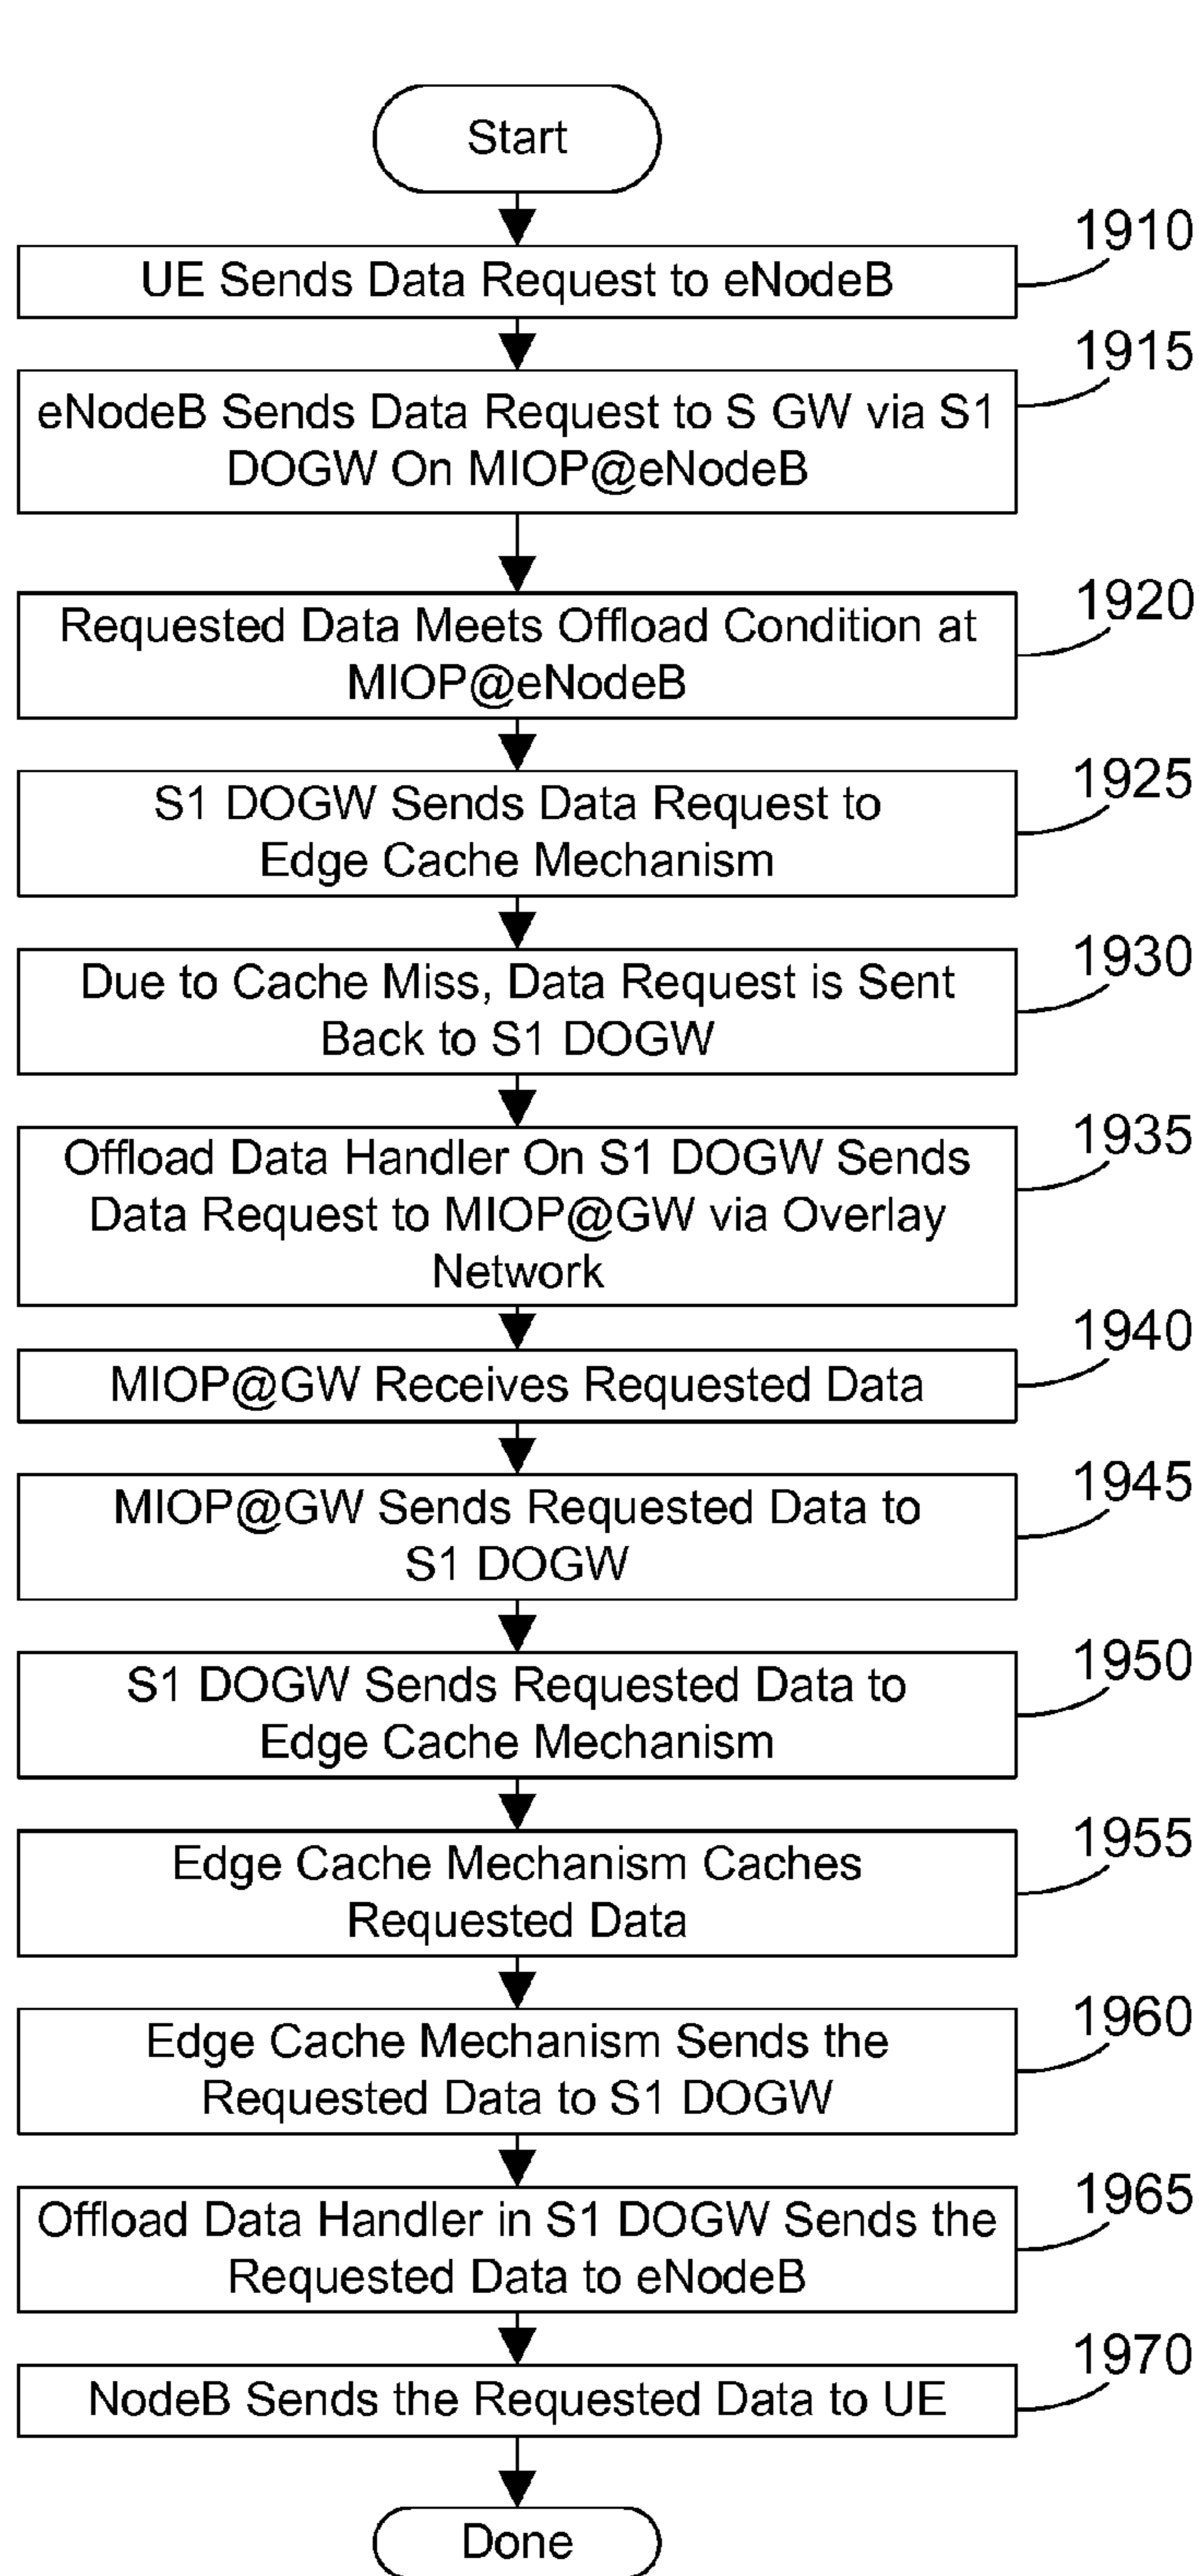 Start
1910
UE Sends Data Request to eNodeB
1915
eNodeB Sends Data Request to S GW via S1
DOGW On MIOP@eNodeB
1920
Requested Data Meets Offload Condition at
MIOP@eNodeB
1925
S1 DOGW Sends Data Request to
Edge Cache Mechanism
1930
Due to Cache Miss, Data Request is Sent
Back to S1 DOGW
1935
Offload Data Handler On S1 DOGW Sends
Data Request to MIOP@GW via Overlay
Network
1940
MIOP@GW Receives Requested Data
1945
MIOP@GW Sends Requested Data to
S1 DOGW
1950
S1 DOGW Sends Requested Data to
Edge Cache Mechanism
1955
Edge Cache Mechanism Caches
Requested Data
1960
Edge Cache Mechanism Sends the
Requested Data to S1 DOGW
1965
Offload Data Handler in S1 DOGW Sends the
Requested Data to eNodeB
1970
NodeB Sends the Requested Data to UE
Done